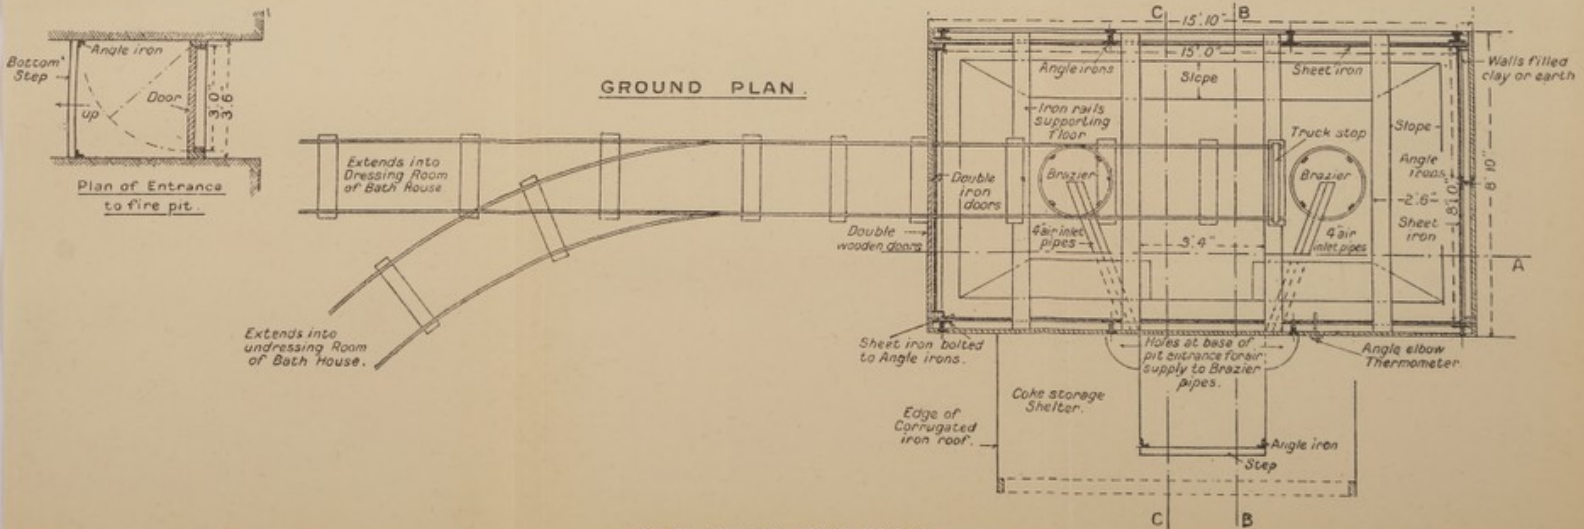 Angle iron
Bottom
Step
up
Door
3'.0"
3'.6"
Plan of Entrance
to fire pit.
GROUND PLAN.
Extends into
Dressing Room
of Bath House
Extends into
undressing Room
of Bath House.
C
B
15'.10"
15'.0"
Angle irons
Slope
Sheet iron
Walls filled
clay or earth
Iron rails
supporting
floor
Truck stop
Slope
Brazier
Brazier
Angle
irons
Double
iron
doors
2'.6"
8'.0"
8'.10"
Sheet
iron
Double
wooden doors
4" air inlet
pipes
3'.4"
4" air
inlet pipes
A
Sheet iron bolted
to Angle irons.
Holes at base of
pit entrance for air
supply to Brazier
pipes.
Angle elbow
Thermometer.
Coke storage
Shelter.
Edge of
Corrugated
iron roof.
Angle iron
Step
C
B